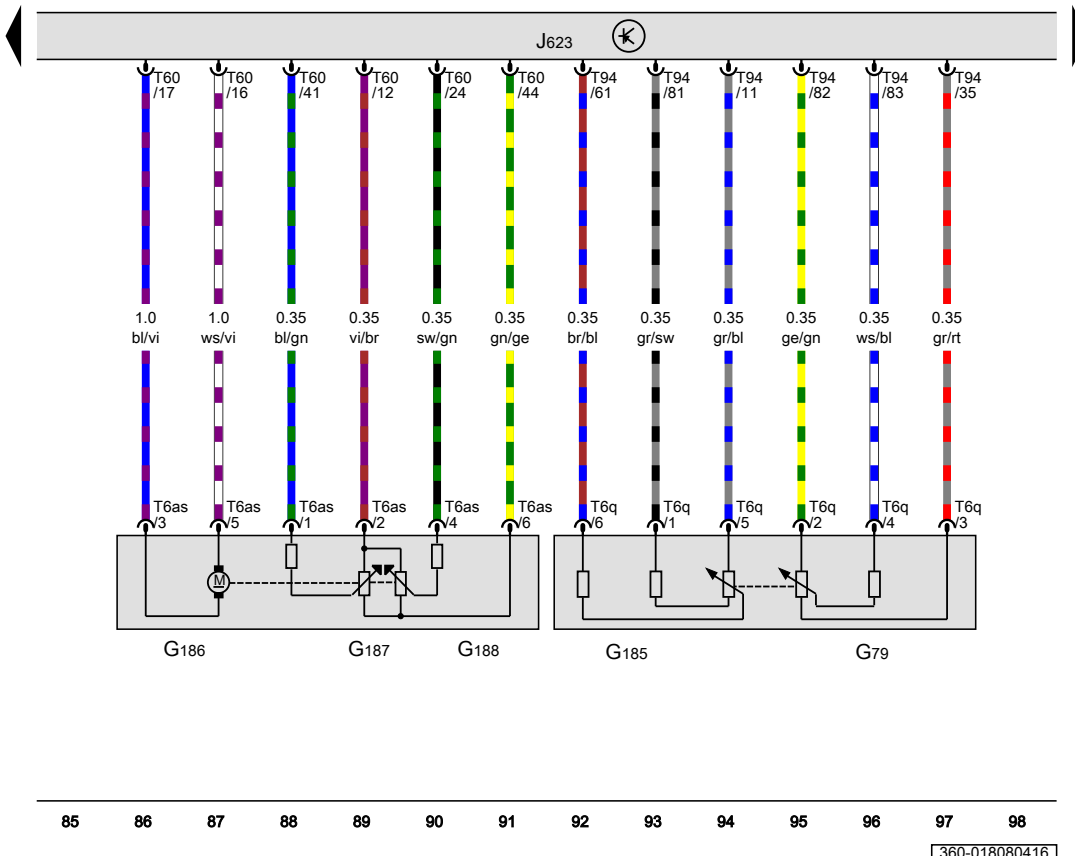 J623
T60 T60 T60 T60 T60 T60 T94 T94 T94 T94 T94 T94
/17 /16 /41 /12 /24 /44 /61 /81 /11 /82 /83 /35
1.0 1.0 0.35 0.35 0.35 0.35 0.35 0.35 0.35 0.35 0.35 0.35
bl/vi ws/vi bl/gn vi/br sw/gn gn/ge br/bl gr/sw gr/bl ge/gn ws/bl gr/rt
T6as T6as T6as T6as T6as T6as T6q T6q T6q T6q T6q T6q
/3 /5 /1 /2 /4 /6 /6 /1 /5 /2 /4 /3
M
G186 G187 G188 G185 G79
85 86 87 88 89 90 91 92 93 94 95 96 97 98
360-018080416